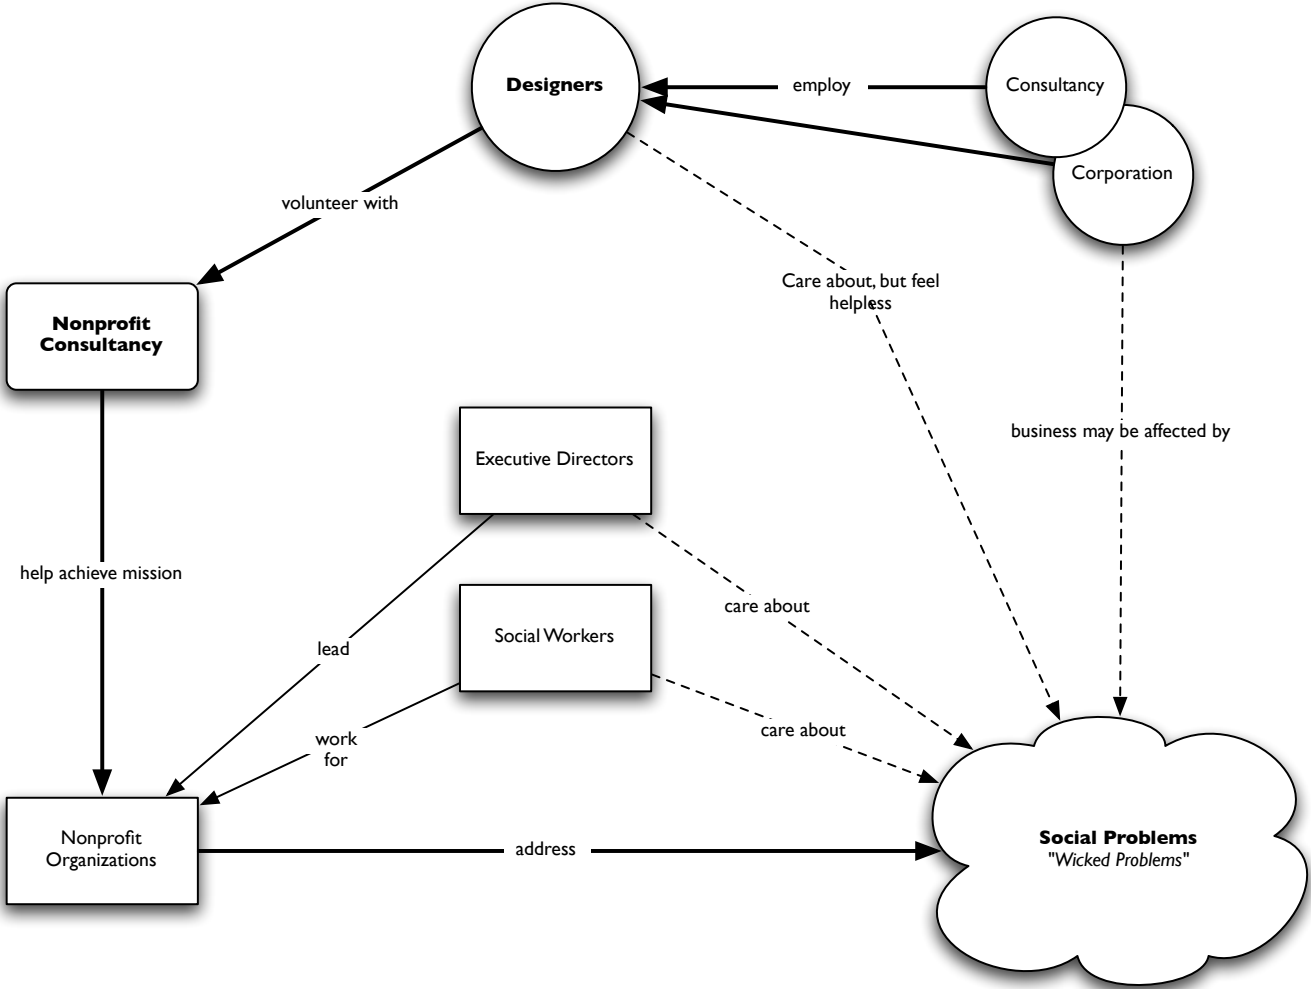 Designers
employ
Consultancy
Corporation
volunteer with
Care about, but feel
helpless
Nonprofit
Consultancy
business may be affected by
Executive Directors
help achieve mission
care about
Social Workers
lead
care about
work
for
Nonprofit
Organizations
address
Social Problems
"Wicked Problems"